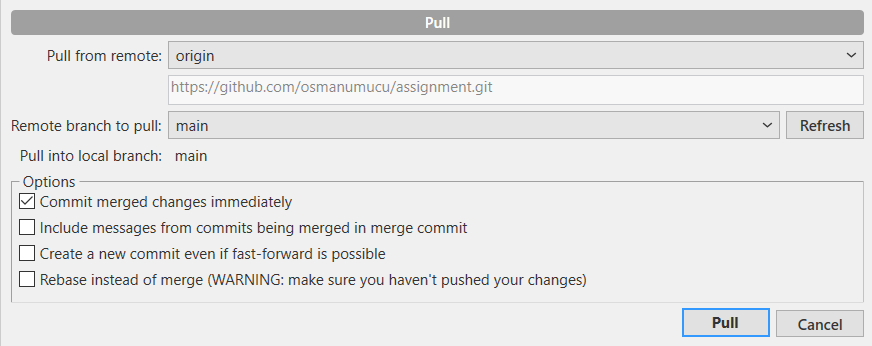 Pull
Pull from remote: origin
https://github.com/osmanumucu/assignment.git
Remote branch to pull: main Refresh
Pull into local branch: main
Options
Commit merged changes immediately
Include messages from commits being merged in merge commit
Create a new commit even if fast-forward is possible
Rebase instead of merge (WARNING: make sure you haven't pushed your changes)
Pull Cancel